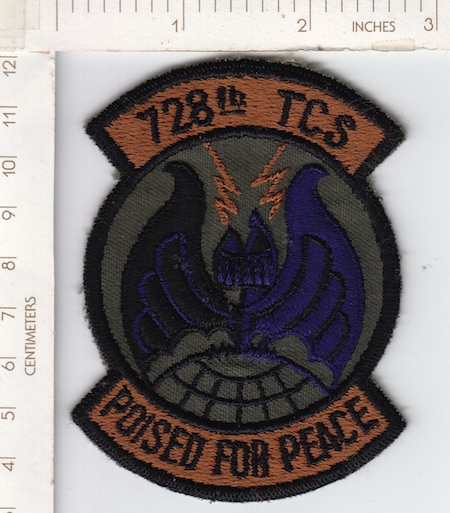 1 2 INCHES 3
12
11
10
9
8
7
CENTIMETERS
6
5
4
728th TCS
POISED FOR PEACE